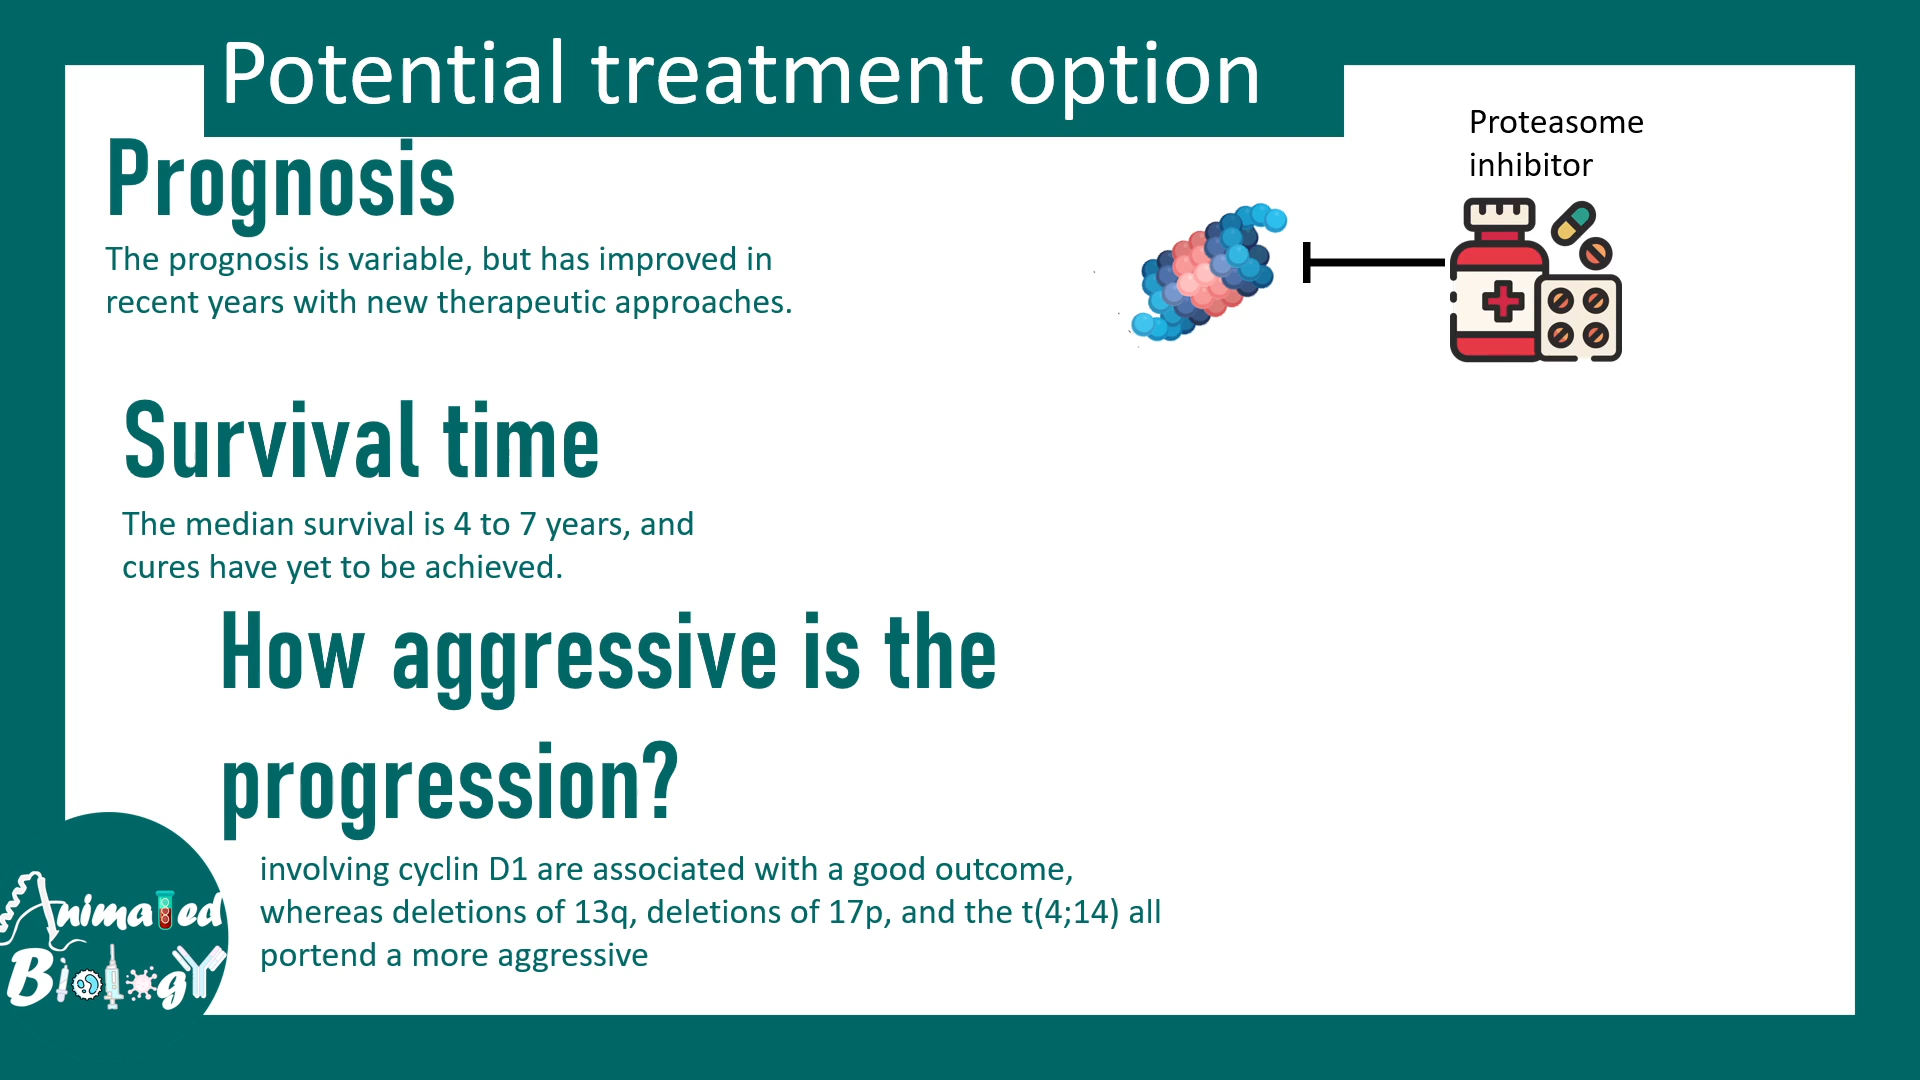 Potential treatment option
Proteasome
inhibitor
Prognosis
The prognosis is variable, but has improved in
recent years with new therapeutic approaches.
Survival time
The median survival is 4 to 7 years, and
cures have yet to be achieved.
How aggressive is the
progression?
involving cyclin D1 are associated with a good outcome,
whereas deletions of 13q, deletions of 17p, and the t(4;14) all
portend a more aggressive
Animated
Biology